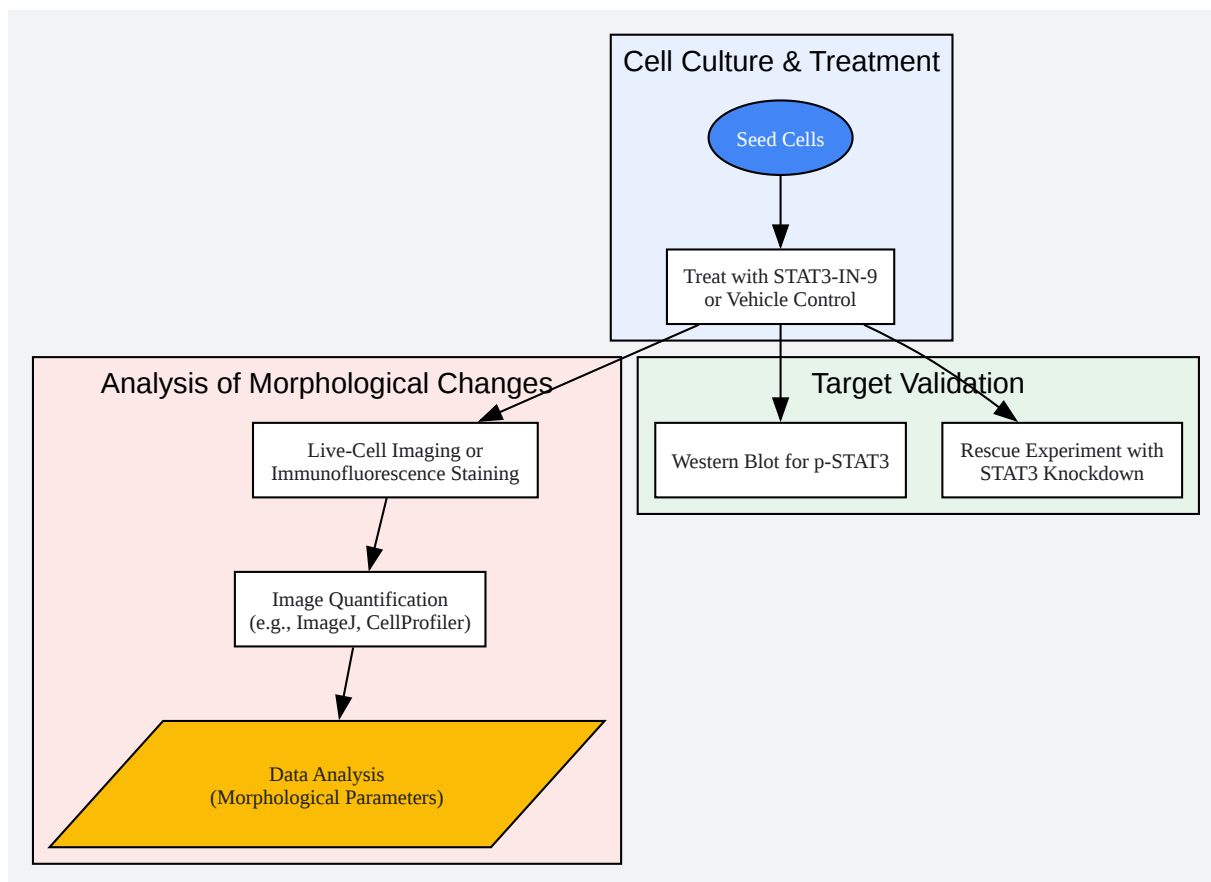 Cell Culture & Treatment
Seed Cells
Treat with STAT3-IN-9
or Vehicle Control
Analysis of Morphological Changes
Live-Cell Imaging or
Immunofluorescence Staining
Image Quantification
(e.g., ImageJ, CellProfiler)
Data Analysis
(Morphological Parameters)
Target Validation
Western Blot for p-STAT3
Rescue Experiment with
STAT3 Knockdown